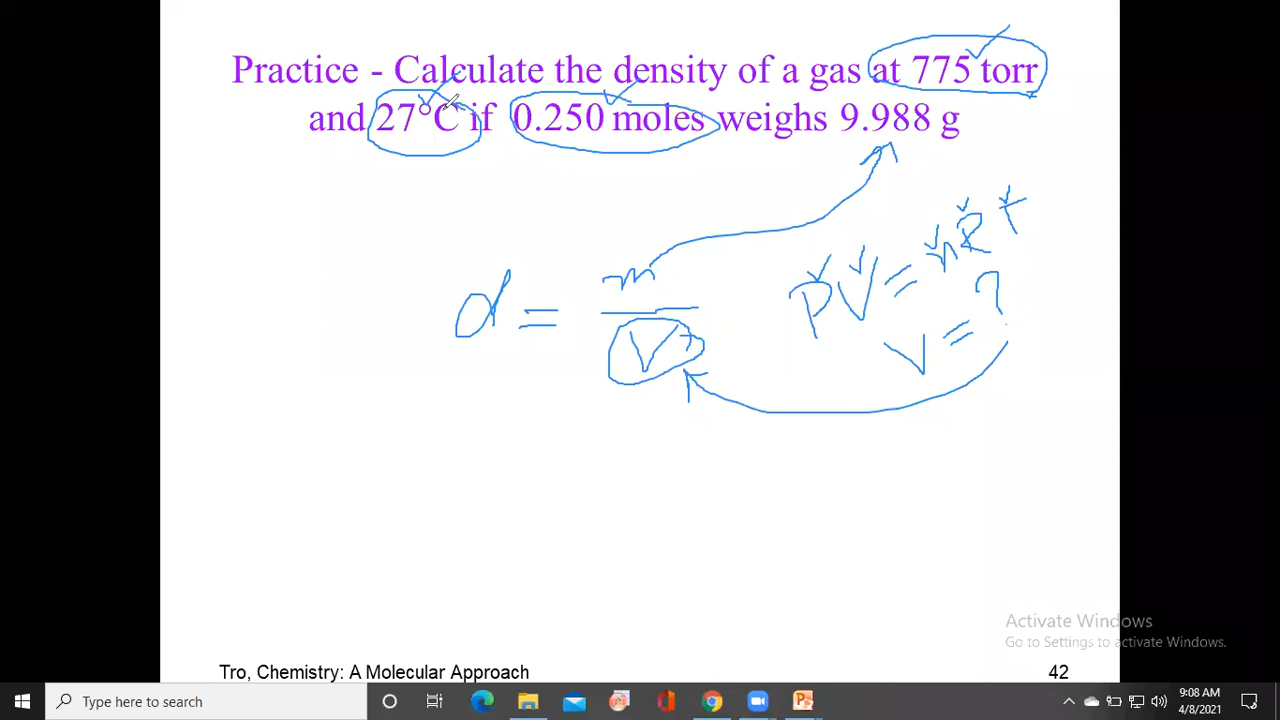 Practice - Calculate the density of a gas at 775 torr
and 27°C if 0.250 moles weighs 9.988 g
d = m / V
PV = nRT
V = ?
Activate Windows
Go to Settings to activate Windows.
Tro, Chemistry: A Molecular Approach
42
Type here to search
9:08 AM
4/8/2021